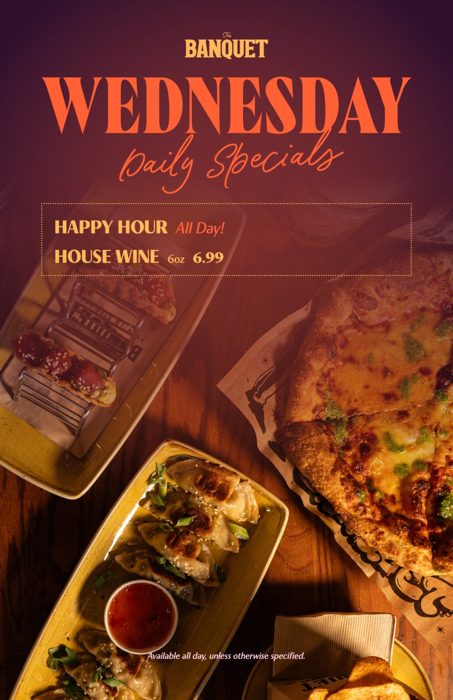 The
BANQUET
WEDNESDAY
Daily Specials
HAPPY HOUR All Day!
HOUSE WINE 6oz 6.99
Available all day, unless otherwise specified.